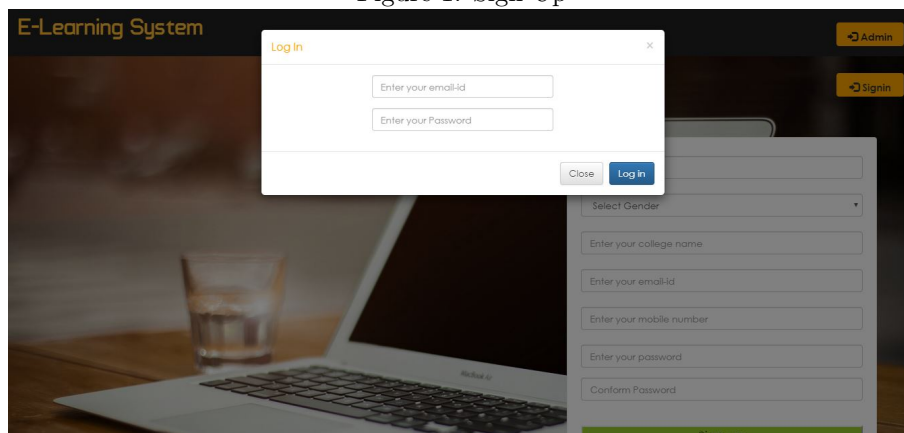 E-Learning System
Admin
Log In
×
Enter your email-id
Signin
Enter your Password
Close
Log in
Select Gender
Enter your college name
Enter your email-id
Enter your mobile number
Enter your password
Conform Password